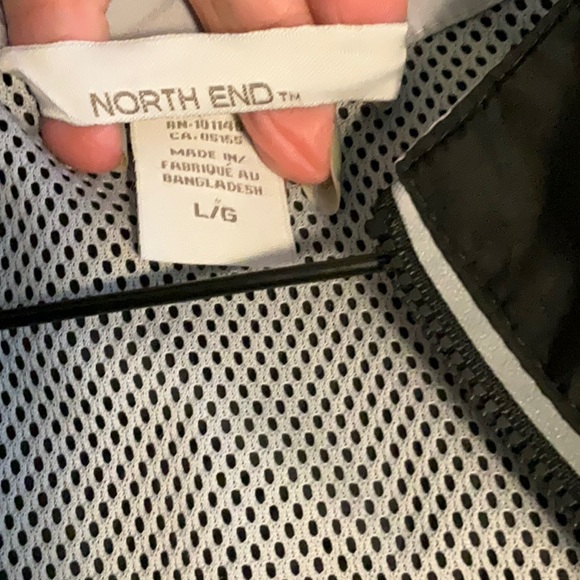 NORTH END™
MADE IN/
FABRIQUÉ AU
BANGLADESH
L/G